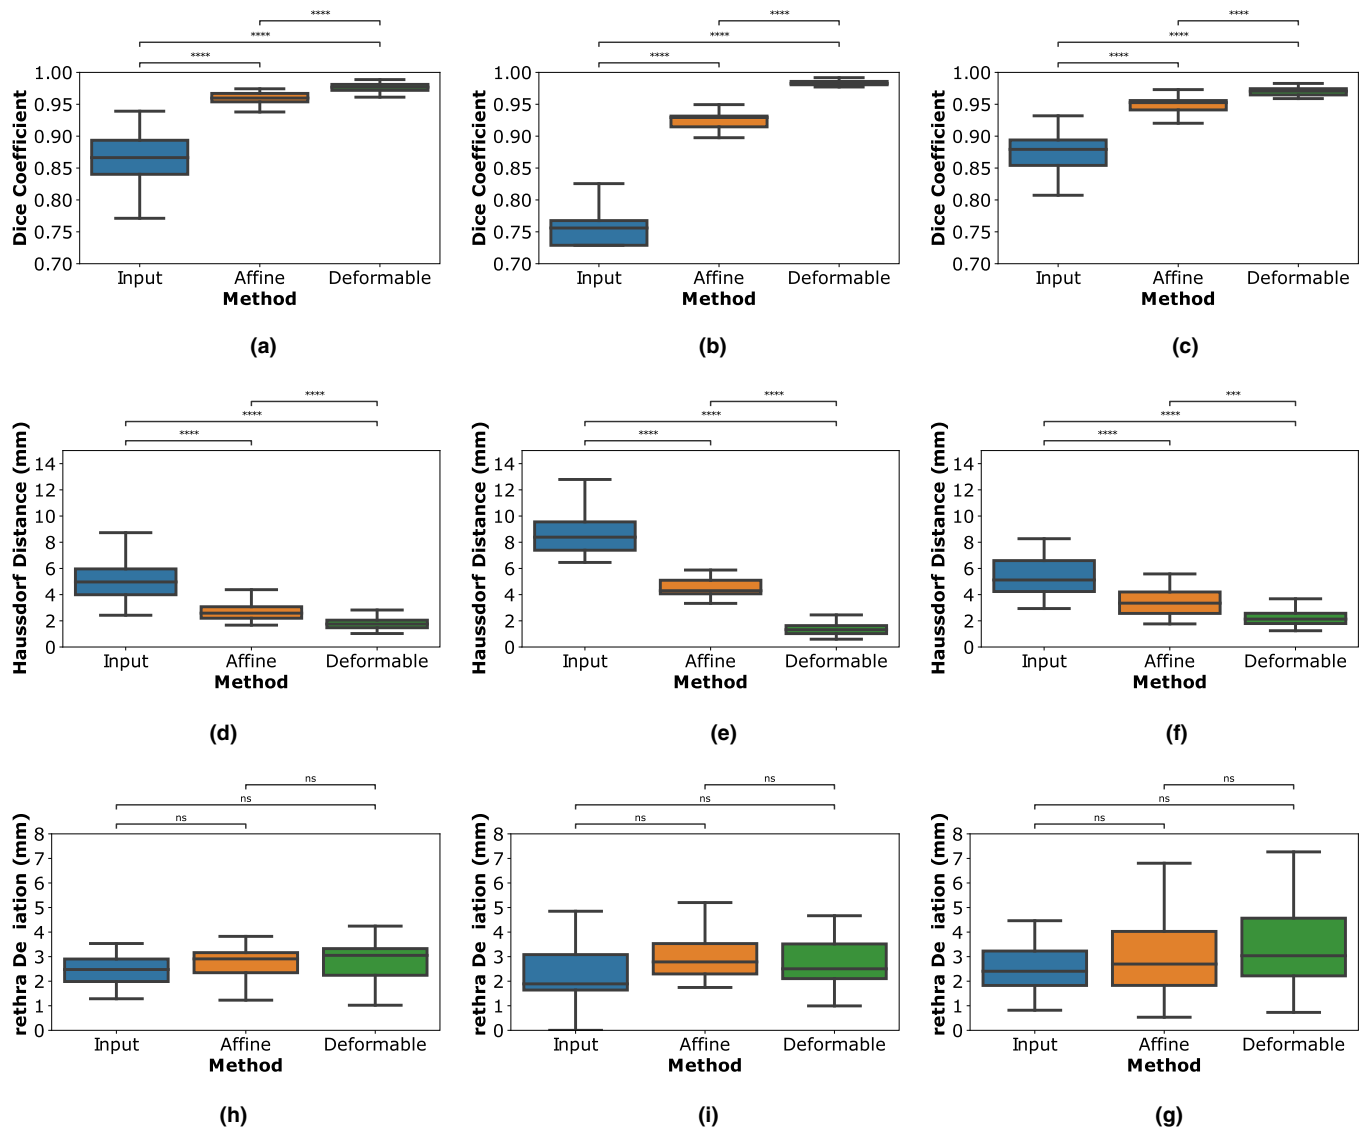 **** **** ****
**** **** ****
**** **** ****
1.00 1.00 1.00
0.95 0.95 0.95
0.90 0.90 0.90
0.85 0.85 0.85
0.80 0.80 0.80
0.75 0.75 0.75
0.70 0.70 0.70
Dice Coefficient Dice Coefficient Dice Coefficient
Input Affine Deformable Input Affine Deformable Input Affine Deformable
Method Method Method
(a) (b) (c)
**** **** ***
**** **** ****
**** **** ****
14 14 14
12 12 12
10 10 10
8 8 8
6 6 6
4 4 4
2 2 2
0 0 0
Haussdorf Distance (mm) Haussdorf Distance (mm) Haussdorf Distance (mm)
Input Affine Deformable Input Affine Deformable Input Affine Deformable
Method Method Method
(d) (e) (f)
ns ns ns
ns ns ns
ns ns ns
8 8 8
7 7 7
6 6 6
5 5 5
4 4 4
3 3 3
2 2 2
1 1 1
0 0 0
rethra De iation (mm) rethra De iation (mm) rethra De iation (mm)
Input Affine Deformable Input Affine Deformable Input Affine Deformable
Method Method Method
(h) (i) (g)